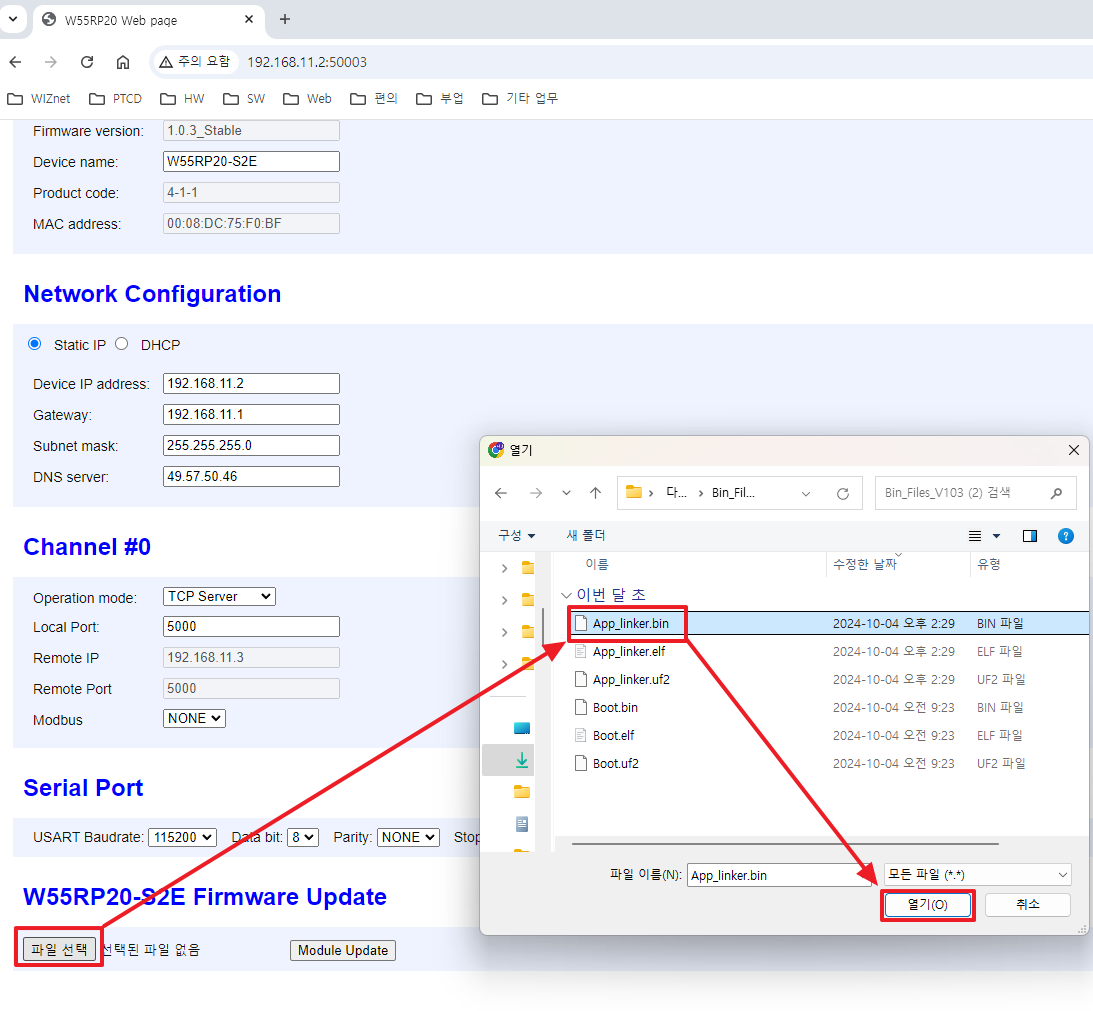 W55RP20 Web page
주의 요함 192.168.11.2:50003
WIZnet PTCD HW SW Web 편의 부업 기타 업무
Firmware version: 1.0.3_Stable
Device name: W55RP20-S2E
Product code: 4-1-1
MAC address: 00:08:DC:75:F0:BF
Network Configuration
Static IP DHCP
Device IP address: 192.168.11.2
Gateway: 192.168.11.1
Subnet mask: 255.255.255.0
DNS server: 49.57.50.46
Channel #0
Operation mode: TCP Server
Local Port: 5000
Remote IP 192.168.11.3
Remote Port 5000
Modbus NONE
Serial Port
USART Baudrate: 115200 Data bit: 8 Parity: NONE Stop
W55RP20-S2E Firmware Update
파일 선택 선택된 파일 없음 Module Update
열기
다... Bin_Fil... Bin_Files_V103 (2) 검색
구성 새 폴더
이름 수정한 날짜 유형
이번 달 초
App_linker.bin 2024-10-04 오후 2:29 BIN 파일
App_linker.elf 2024-10-04 오후 2:29 ELF 파일
App_linker.uf2 2024-10-04 오후 2:29 UF2 파일
Boot.bin 2024-10-04 오전 9:23 BIN 파일
Boot.elf 2024-10-04 오전 9:23 ELF 파일
Boot.uf2 2024-10-04 오전 9:23 UF2 파일
파일 이름(N): App_linker.bin 모든 파일 (*.*)
열기(O) 취소